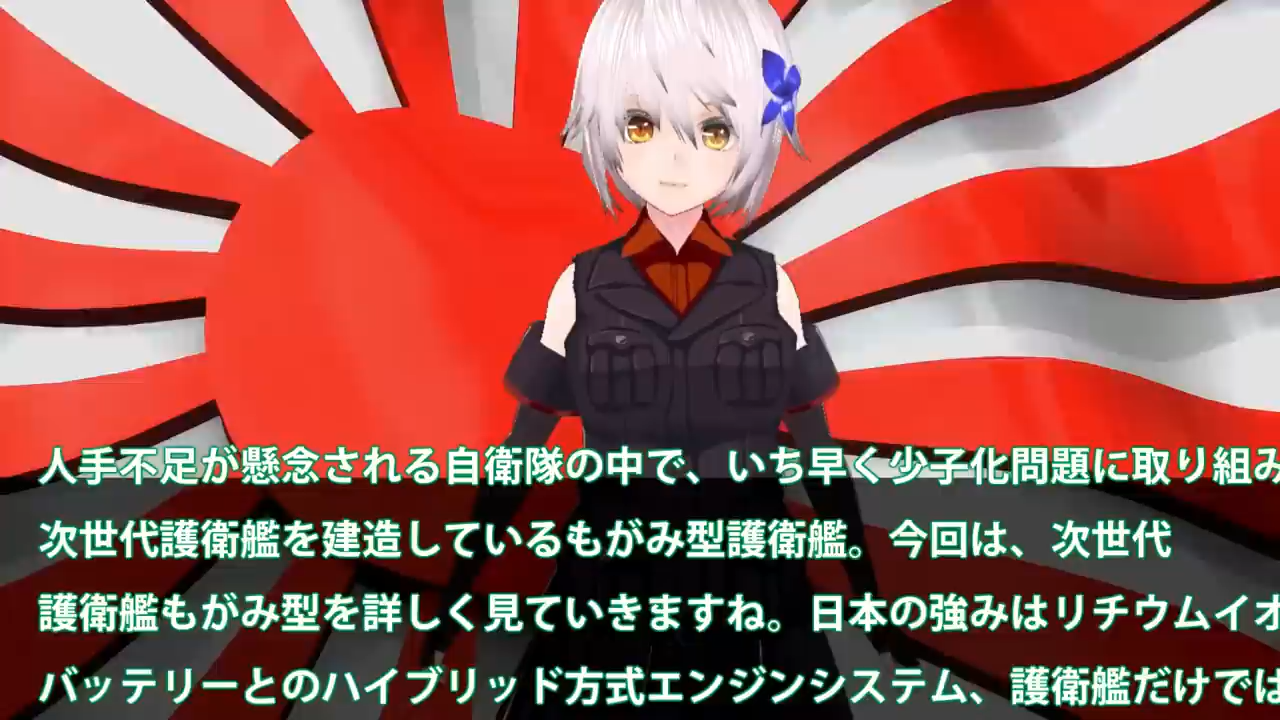 人手不足が懸念される自衛隊の中で、いち早く少子化問題に取り組み
次世代護衛艦を建造しているもがみ型護衛艦。今回は、次世代
護衛艦もがみ型を詳しく見ていきますね。日本の強みはリチウムイオ
バッテリーとのハイブリッド方式エンジンシステム、護衛艦だけでは